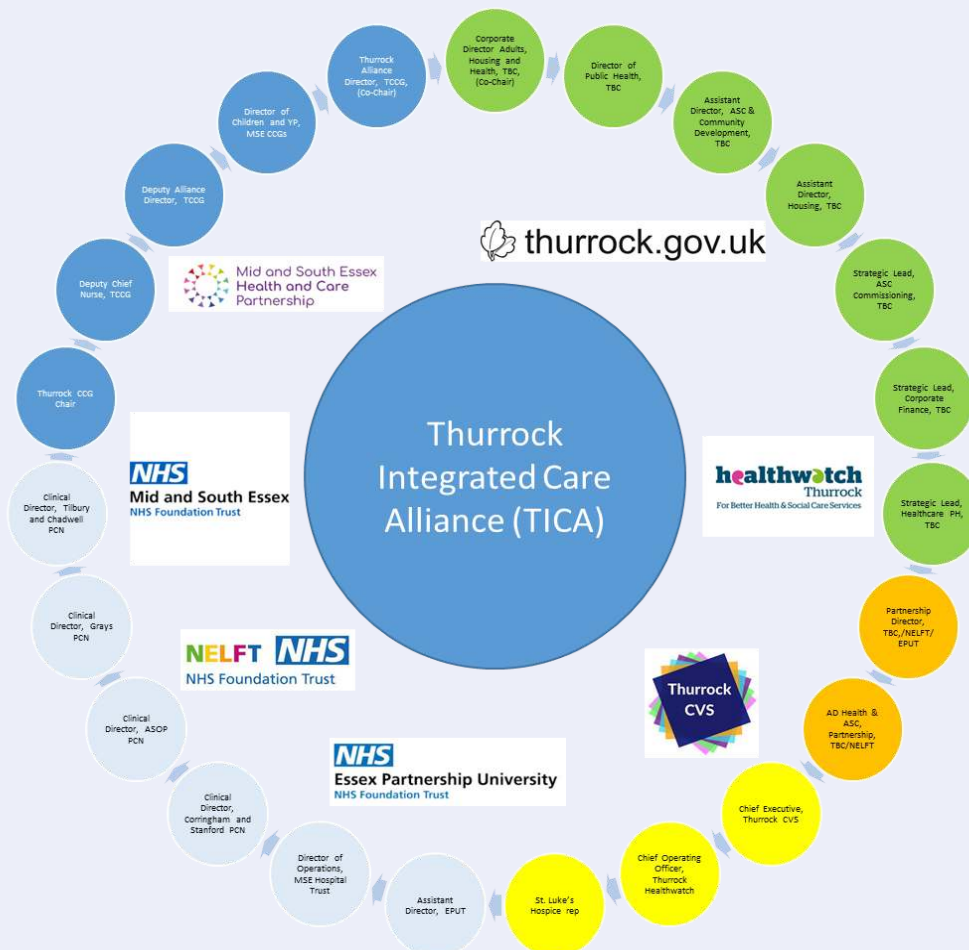 Thurrock
Alliance
Director, TCCG,
(Co-Chair)
Corporate
Director Adults,
Housing and
Health, TBC,
(Co-Chair)
Director of
Public Health,
TBC
Assistant
Director, ASC &
Community
Development,
TBC
Assistant
Director,
Housing, TBC
Strategic Lead,
ASC
Commissioning,
TBC
Strategic Lead,
Corporate
Finance, TBC
Strategic Lead,
Healthcare PH,
TBC
Partnership
Director,
TBC,/NELFT/
EPUT
AD Health &
ASC,
Partnership,
TBC/NELFT
Chief Executive,
Thurrock CVS
Chief Operating
Officer,
Thurrock
Healthwatch
St. Luke's
Hospice rep
Assistant
Director, EPUT
Director of
Operations,
MSE Hospital
Trust
Clinical
Director,
Corringham and
Stanford PCN
Clinical
Director, ASOP
PCN
Clinical
Director, Grays
PCN
Clinical
Director, Tilbury
and Chadwell
PCN
Thurrock CCG
Chair
Deputy Chief
Nurse, TCCG
Deputy Alliance
Director, TCCG
Director of
Children and YP,
MSE CCGs
thurrock.gov.uk
Mid and South Essex
Health and Care
Partnership
Thurrock
Integrated Care
Alliance (TICA)
NHS
Mid and South Essex
NHS Foundation Trust
healthwatch
Thurrock
For Better Health & Social Care Services
NELFT NHS
NHS Foundation Trust
Thurrock
CVS
NHS
Essex Partnership University
NHS Foundation Trust